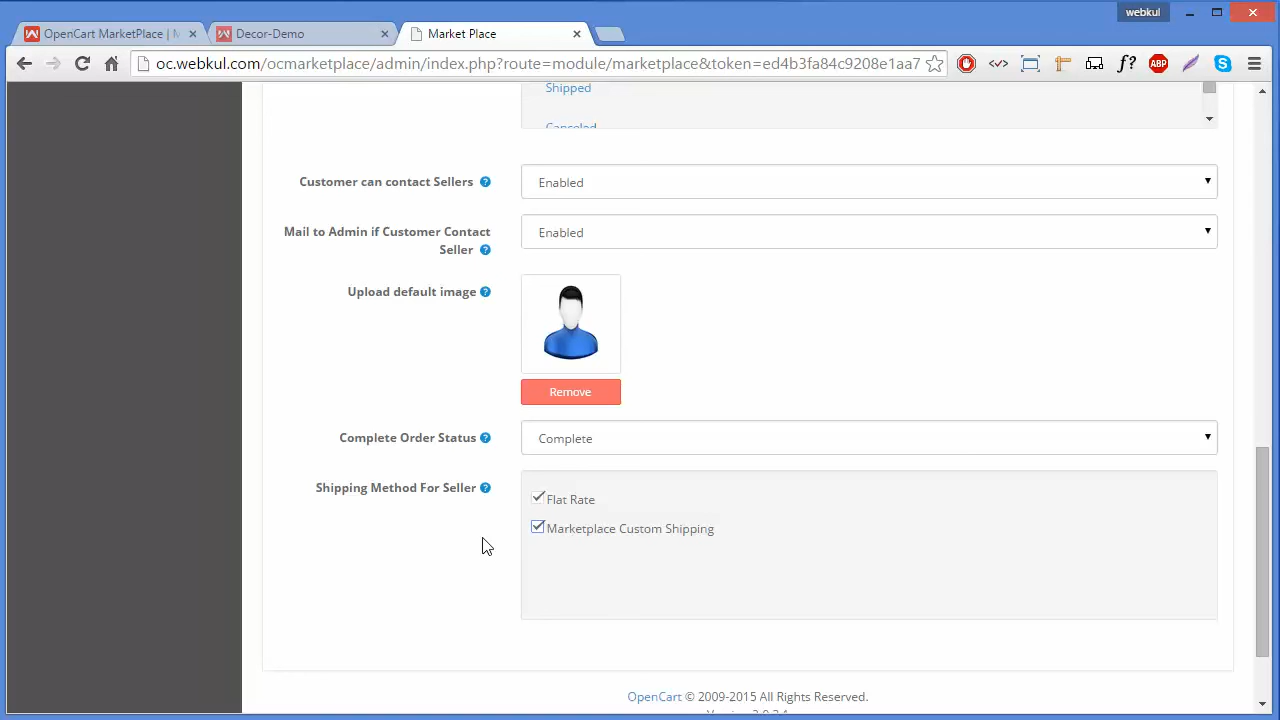 webkul
OpenCart MarketPlace | M
Decor-Demo
Market Place
oc.webkul.com/ocmarketplace/admin/index.php?route=module/marketplace&token=ed4b3fa84c9208e1aa7
ABP
Shipped
Canceled
Customer can contact Sellers
Enabled
Mail to Admin if Customer Contact
Seller
Enabled
Upload default image
Remove
Complete Order Status
Complete
Shipping Method For Seller
Flat Rate
Marketplace Custom Shipping
OpenCart © 2009-2015 All Rights Reserved.